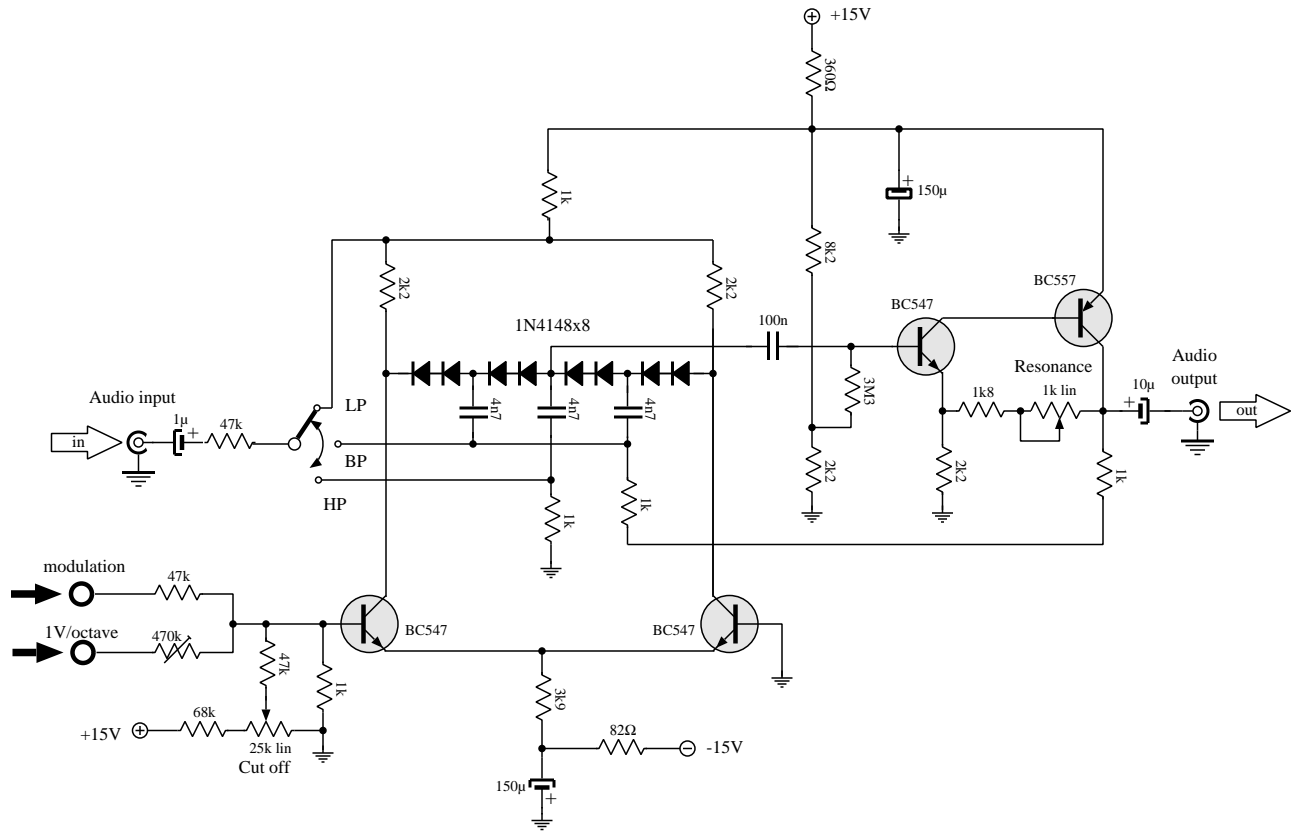 +15V
360Ω
150µ
1k
8k2
2k2
2k2
BC557
BC547
100n
1N4148x8
Resonance
Audio
output
3M3
1k8
1k lin
10µ
+
out
Audio input
1µ
+
47k
in
LP
4n7
4n7
4n7
BP
HP
2k2
2k2
1k
1k
1k
modulation
47k
BC547
BC547
1V/octave
470k
47k
1k
3k9
+15V
68k
25k lin
Cut off
82Ω
-15V
150µ
+
+